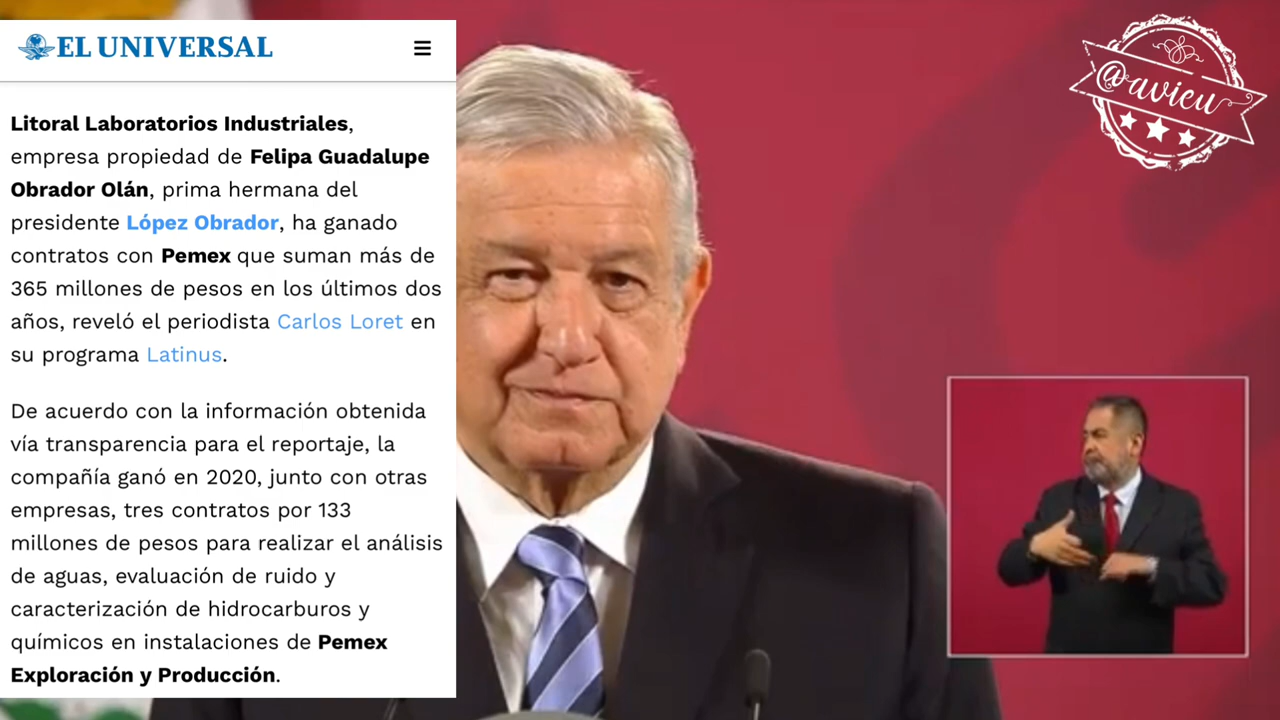 EL UNIVERSAL
Litoral Laboratorios Industriales,
empresa propiedad de Felipa Guadalupe
Obrador Olán, prima hermana del
presidente López Obrador, ha ganado
contratos con Pemex que suman más de
365 millones de pesos en los últimos dos
años, reveló el periodista Carlos Loret en
su programa Latinus.
De acuerdo con la información obtenida
vía transparencia para el reportaje, la
compañía ganó en 2020, junto con otras
empresas, tres contratos por 133
millones de pesos para realizar el análisis
de aguas, evaluación de ruido y
caracterización de hidrocarburos y
químicos en instalaciones de Pemex
Exploración y Producción.
@avicu